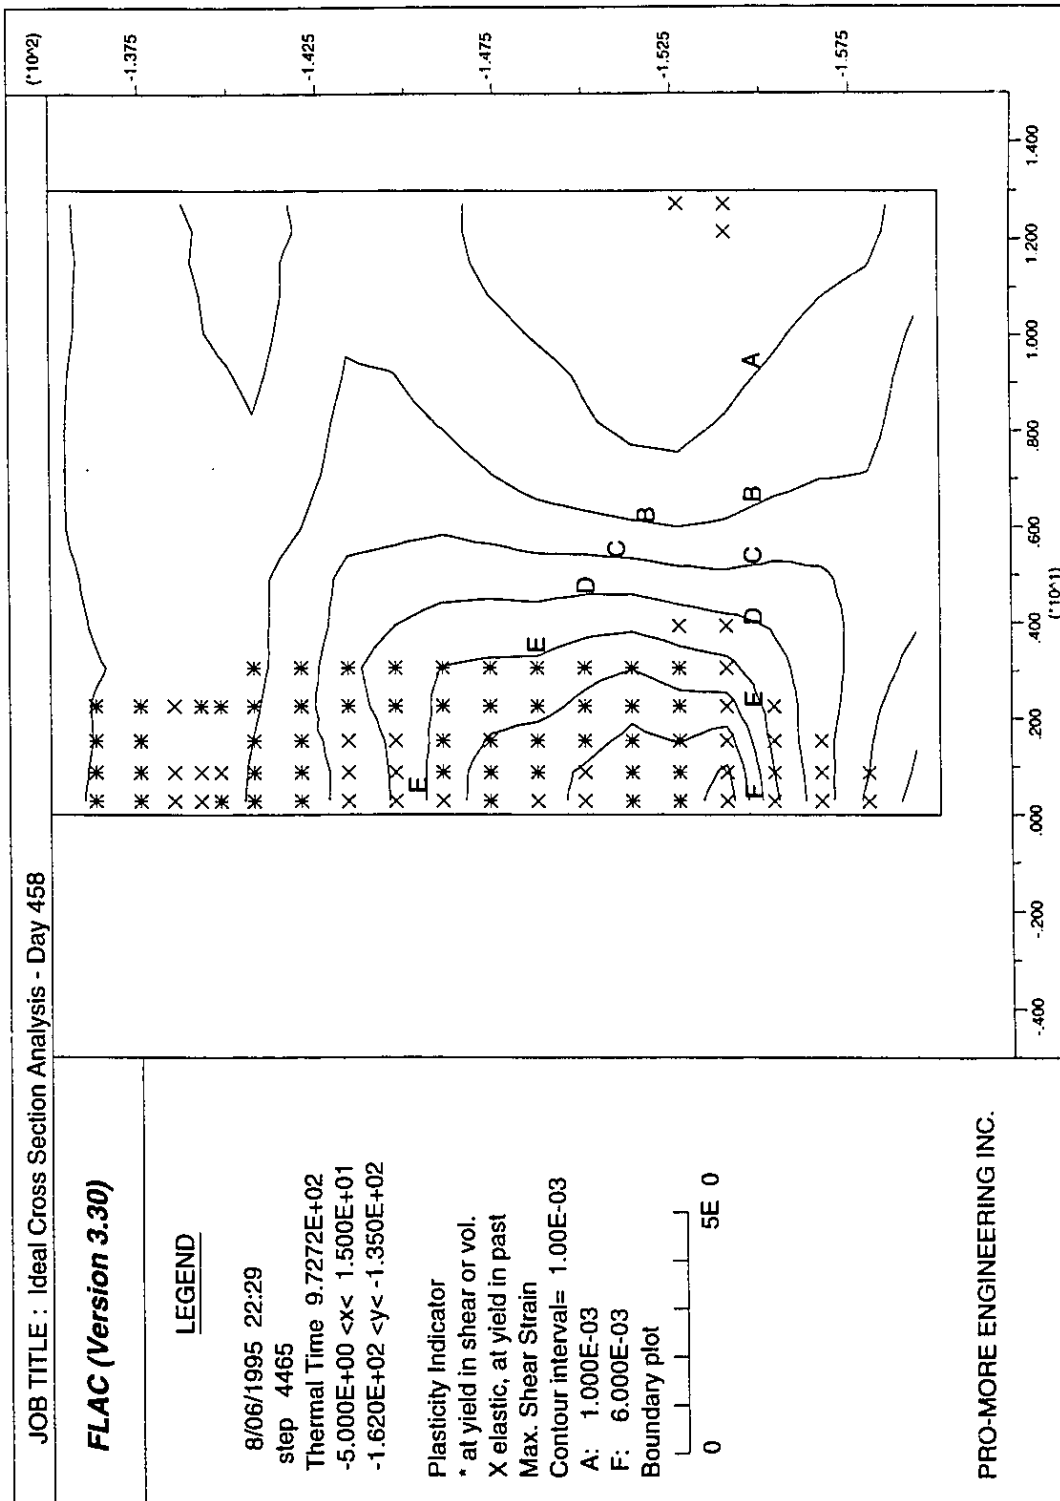 JOB TITLE : Ideal Cross Section Analysis - Day 458
(*10^2)
FLAC (Version 3.30)
LEGEND
8/06/1995 22:29
step 4465
Thermal Time 9.7272E+02
-5.000E+00 <x< 1.500E+01
-1.620E+02 <y< -1.350E+02
Plasticity Indicator
* at yield in shear or vol.
X elastic, at yield in past
Max. Shear Strain
Contour interval= 1.00E-03
A: 1.000E-03
F: 6.000E-03
Boundary plot
0 5E 0
PRO-MORE ENGINEERING INC.
-1.375
-1.425
-1.475
-1.525
-1.575
E
E
E
F
D
D
C
C
B
B
A
-.400 -.200 .000 .200 .400 .600 .800 1.000 1.200 1.400
(*10^1)